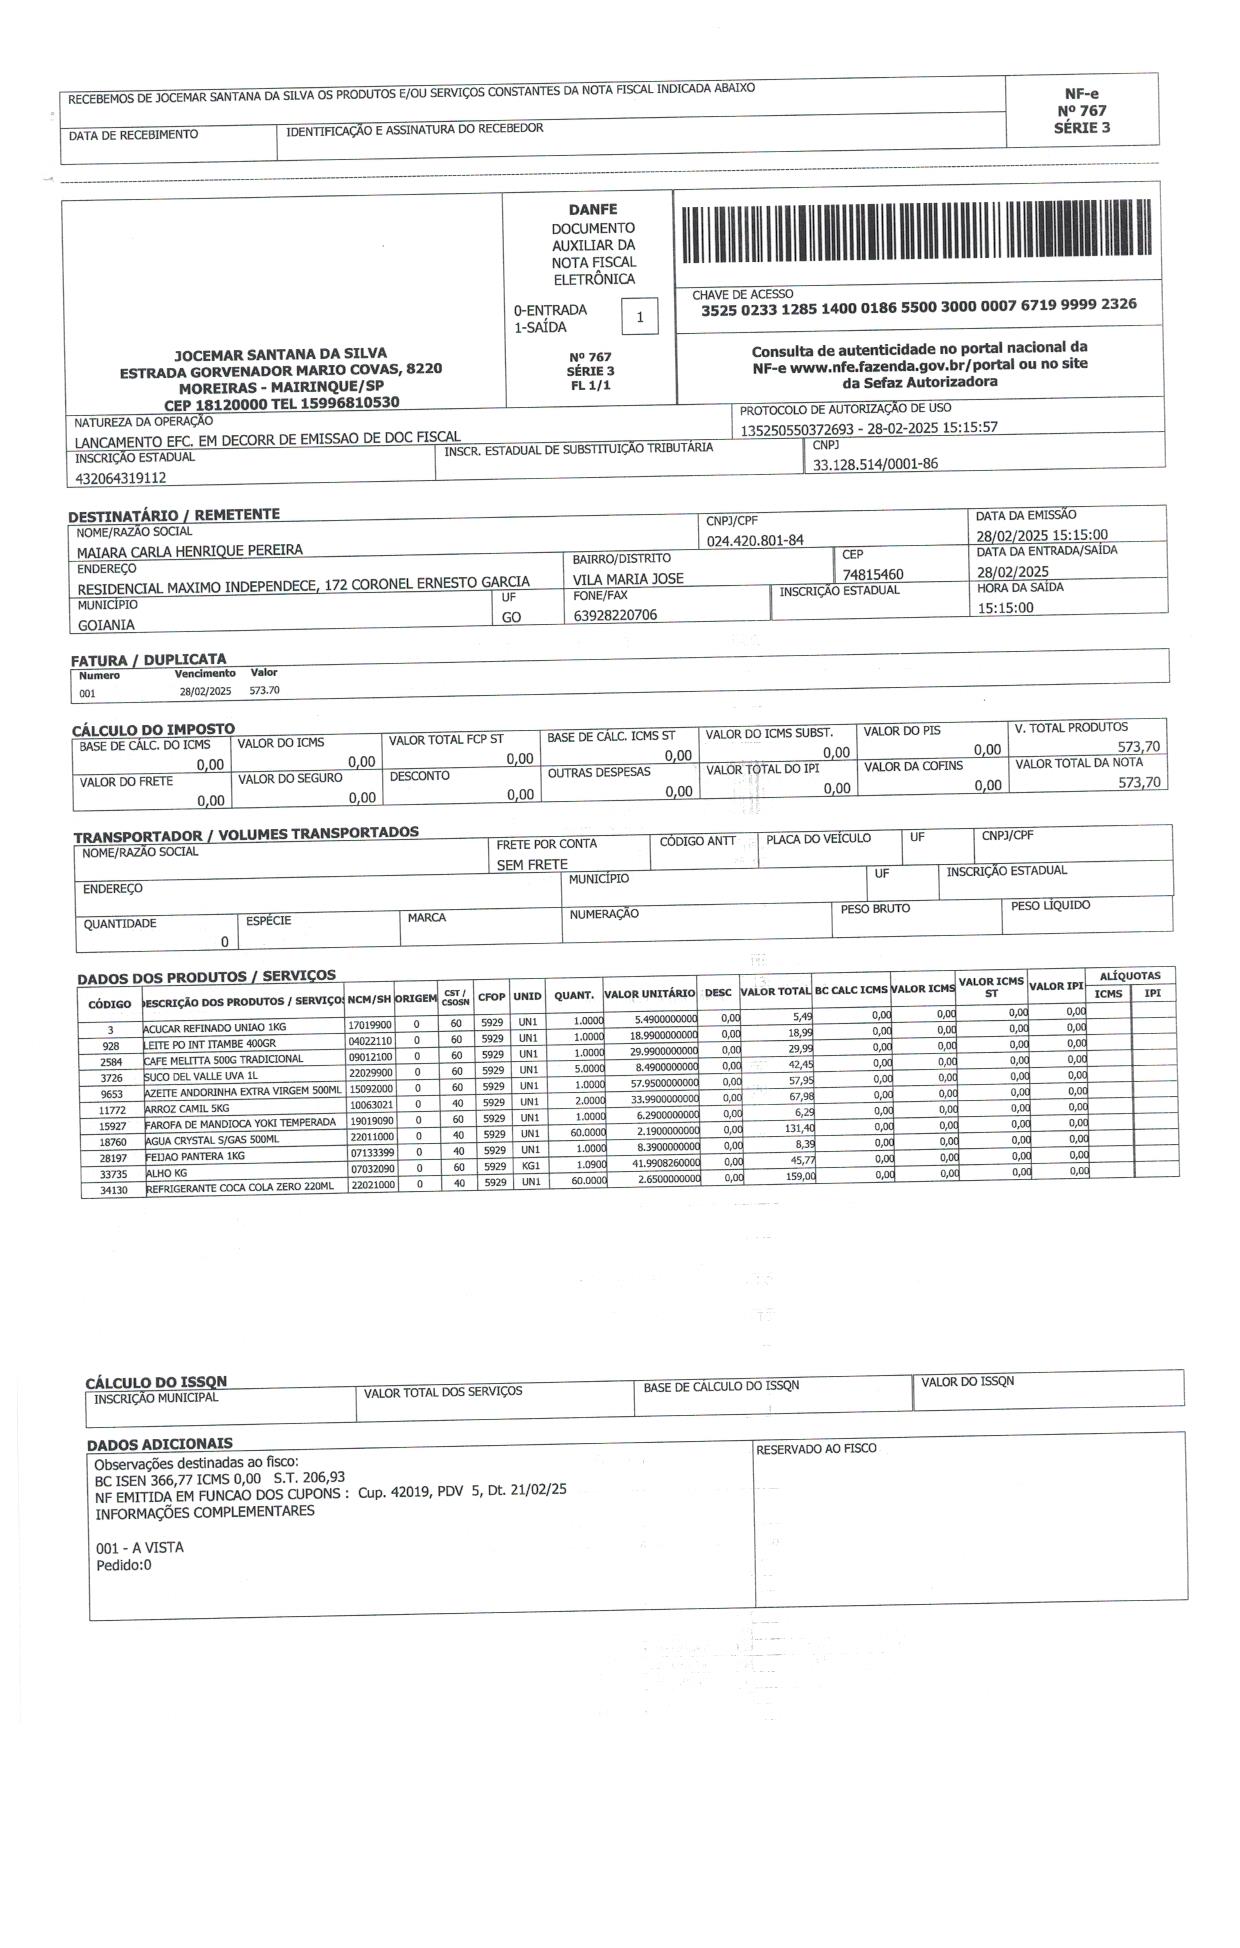 RECEBEMOS DE JOCEMAR SANTANA DA SILVA OS PRODUTOS E/OU SERVIÇOS CONSTANTES DA NOTA FISCAL INDICADA ABAIXO
NF-e
Nº 767
SÉRIE 3
DATA DE RECEBIMENTO
IDENTIFICAÇÃO E ASSINATURA DO RECEBEDOR
JOCEMAR SANTANA DA SILVA
ESTRADA GORVENADOR MARIO COVAS, 8220
MOREIRAS - MAIRINQUE/SP
CEP 18120000 TEL 15996810530
DANFE
DOCUMENTO
AUXILIAR DA
NOTA FISCAL
ELETRÔNICA
0-ENTRADA
1-SAÍDA
1
Nº 767
SÉRIE 3
FL 1/1
CHAVE DE ACESSO
3525 0233 1285 1400 0186 5500 3000 0007 6719 9999 2326
Consulta de autenticidade no portal nacional da
NF-e www.nfe.fazenda.gov.br/portal ou no site
da Sefaz Autorizadora
NATUREZA DA OPERAÇÃO
LANCAMENTO EFC. EM DECORR DE EMISSAO DE DOC FISCAL
PROTOCOLO DE AUTORIZAÇÃO DE USO
135250550372693 - 28-02-2025 15:15:57
INSCRIÇÃO ESTADUAL
432064319112
INSCR. ESTADUAL DE SUBSTITUIÇÃO TRIBUTÁRIA
CNPJ
33.128.514/0001-86
DESTINATÁRIO / REMETENTE
NOME/RAZÃO SOCIAL
MAIARA CARLA HENRIQUE PEREIRA
CNPJ/CPF
024.420.801-84
DATA DA EMISSÃO
28/02/2025 15:15:00
ENDEREÇO
RESIDENCIAL MAXIMO INDEPENDECE, 172 CORONEL ERNESTO GARCIA
BAIRRO/DISTRITO
VILA MARIA JOSE
CEP
74815460
DATA DA ENTRADA/SAÍDA
28/02/2025
MUNICÍPIO
GOIANIA
UF
GO
FONE/FAX
63928220706
INSCRIÇÃO ESTADUAL
HORA DA SAÍDA
15:15:00
FATURA / DUPLICATA
Numero Vencimento Valor
001 28/02/2025 573.70
CÁLCULO DO IMPOSTO
BASE DE CÁLC. DO ICMS VALOR DO ICMS VALOR TOTAL FCP ST BASE DE CÁLC. ICMS ST VALOR DO ICMS SUBST. VALOR DO PIS V. TOTAL PRODUTOS
0,00 0,00 0,00 0,00 0,00 0,00 573,70
VALOR DO FRETE VALOR DO SEGURO DESCONTO OUTRAS DESPESAS VALOR TOTAL DO IPI VALOR DA COFINS VALOR TOTAL DA NOTA
0,00 0,00 0,00 0,00 0,00 0,00 573,70
TRANSPORTADOR / VOLUMES TRANSPORTADOS
NOME/RAZÃO SOCIAL FRETE POR CONTA CÓDIGO ANTT PLACA DO VEÍCULO UF CNPJ/CPF
SEM FRETE
ENDEREÇO MUNICÍPIO UF INSCRIÇÃO ESTADUAL
QUANTIDADE ESPÉCIE MARCA NUMERAÇÃO PESO BRUTO PESO LÍQUIDO
0
DADOS DOS PRODUTOS / SERVIÇOS
CÓDIGO DESCRIÇÃO DOS PRODUTOS / SERVIÇOS NCM/SH ORIGEM CST / CSOSN CFOP UNID QUANT. VALOR UNITÁRIO DESC VALOR TOTAL BC CALC ICMS VALOR ICMS VALOR ICMS ST VALOR IPI ALÍQUOTAS ICMS IPI
3 ACUCAR REFINADO UNIAO 1KG 17019900 0 60 5929 UN1 1.0000 5.4900000000 0,00 5,49 0,00 0,00 0,00 0,00
928 LEITE PO INT ITAMBE 400GR 04022110 0 60 5929 UN1 1.0000 18.9900000000 0,00 18,99 0,00 0,00 0,00 0,00
2584 CAFE MELITTA 500G TRADICIONAL 09012100 0 60 5929 UN1 1.0000 29.9900000000 0,00 29,99 0,00 0,00 0,00 0,00
3726 SUCO DEL VALLE UVA 1L 22029900 0 60 5929 UN1 5.0000 8.4900000000 0,00 42,45 0,00 0,00 0,00 0,00
9653 AZEITE ANDORINHA EXTRA VIRGEM 500ML 15092000 0 60 5929 UN1 1.0000 57.9500000000 0,00 57,95 0,00 0,00 0,00 0,00
11772 ARROZ CAMIL 5KG 10063021 0 40 5929 UN1 2.0000 33.9900000000 0,00 67,98 0,00 0,00 0,00 0,00
15927 FAROFA DE MANDIOCA YOKI TEMPERADA 19019090 0 60 5929 UN1 1.0000 6.2900000000 0,00 6,29 0,00 0,00 0,00 0,00
18760 AGUA CRYSTAL S/GAS 500ML 22011000 0 40 5929 UN1 60.0000 2.1900000000 0,00 131,40 0,00 0,00 0,00 0,00
28197 FEIJAO PANTERA 1KG 07133399 0 40 5929 UN1 1.0000 8.3900000000 0,00 8,39 0,00 0,00 0,00 0,00
33735 ALHO KG 07032090 0 60 5929 KG1 1.0900 41.9908260000 0,00 45,77 0,00 0,00 0,00 0,00
34130 REFRIGERANTE COCA COLA ZERO 220ML 22021000 0 40 5929 UN1 60.0000 2.6500000000 0,00 159,00 0,00 0,00 0,00 0,00
CÁLCULO DO ISSQN
INSCRIÇÃO MUNICIPAL VALOR TOTAL DOS SERVIÇOS BASE DE CÁLCULO DO ISSQN VALOR DO ISSQN
DADOS ADICIONAIS
Observações destinadas ao fisco:
RESERVADO AO FISCO
BC ISEN 366,77 ICMS 0,00 S.T. 206,93
NF EMITIDA EM FUNCAO DOS CUPONS : Cup. 42019, PDV 5, Dt. 21/02/25
INFORMAÇÕES COMPLEMENTARES
001 - A VISTA
Pedido:0